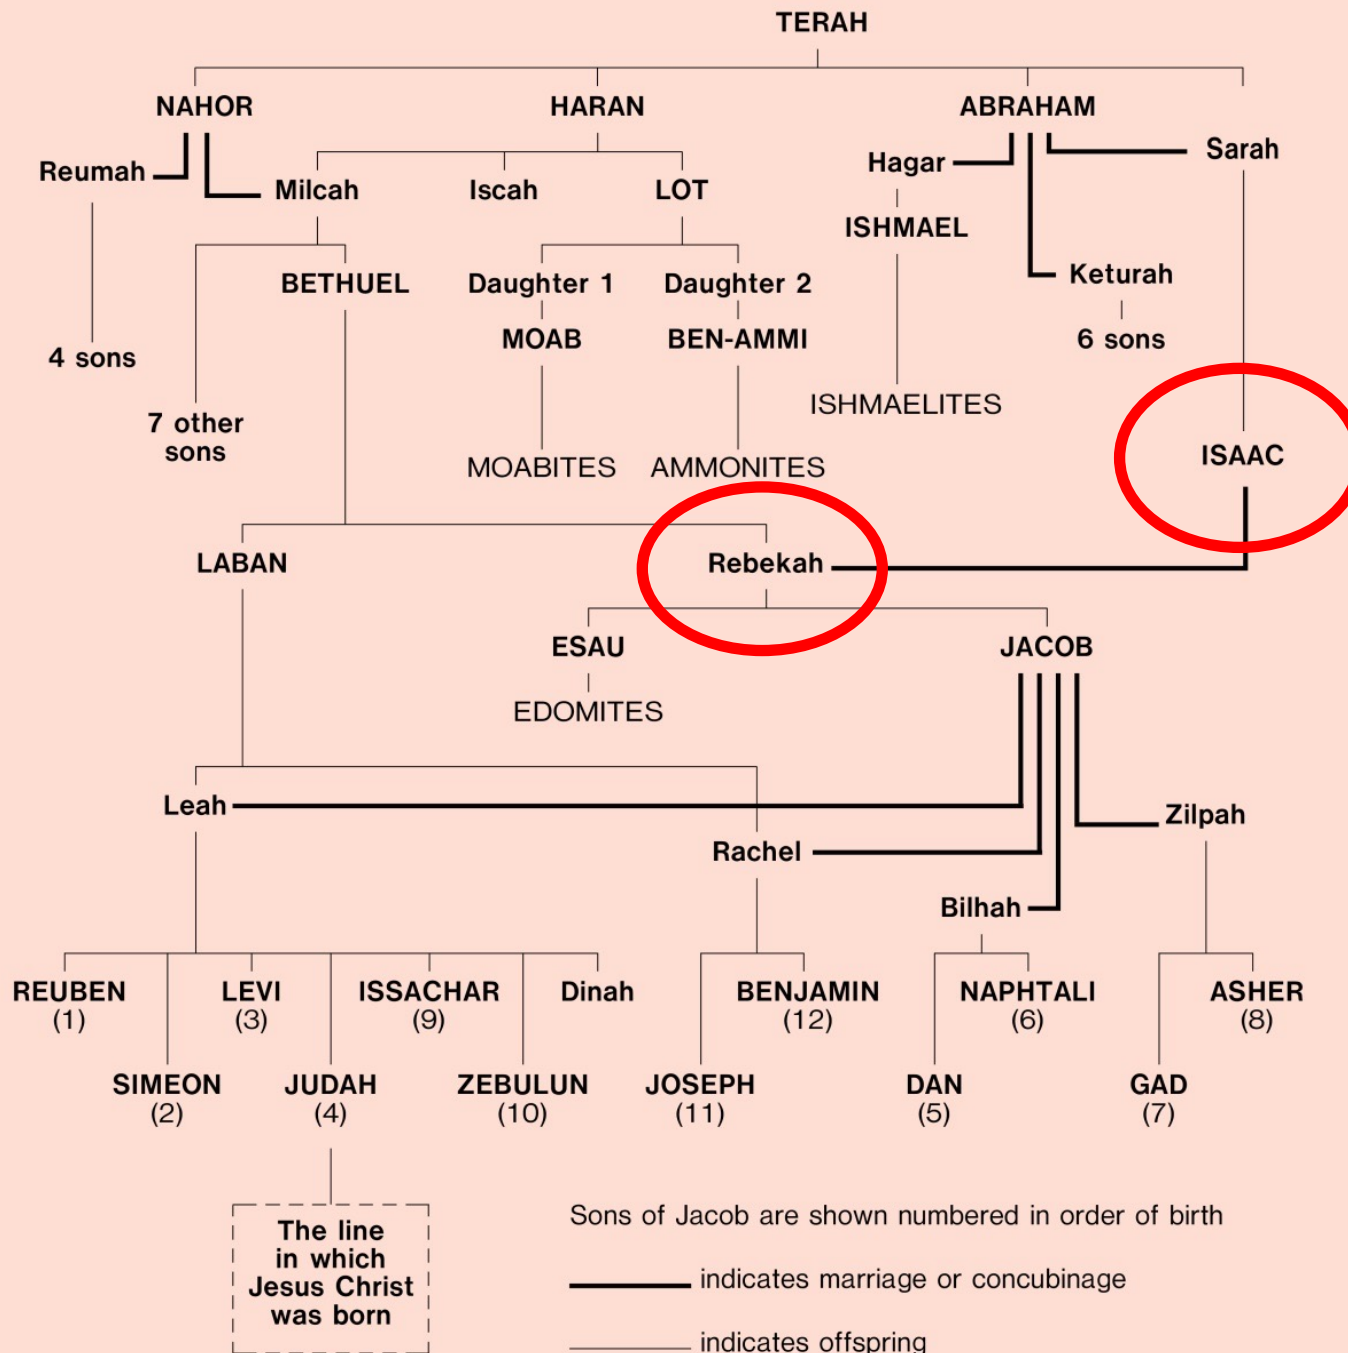 TERAH
NAHOR HARAN ABRAHAM
Reumah Milcah Iscah LOT Hagar Sarah
ISHMAEL
BETHUEL Daughter 1 Daughter 2 Keturah
4 sons MOAB BEN-AMMI 6 sons
7 other
sons
ISHMAELITES
MOABITES AMMONITES ISAAC
LABAN Rebekah
ESAU JACOB
EDOMITES
Leah Zilpah
Rachel
Bilhah
REUBEN LEVI ISSACHAR Dinah BENJAMIN NAPHTALI ASHER
(1) (3) (9) (12) (6) (8)
SIMEON JUDAH ZEBULUN JOSEPH DAN GAD
(2) (4) (10) (11) (5) (7)
The line
in which
Jesus Christ
was born
Sons of Jacob are shown numbered in order of birth
indicates marriage or concubinage
indicates offspring